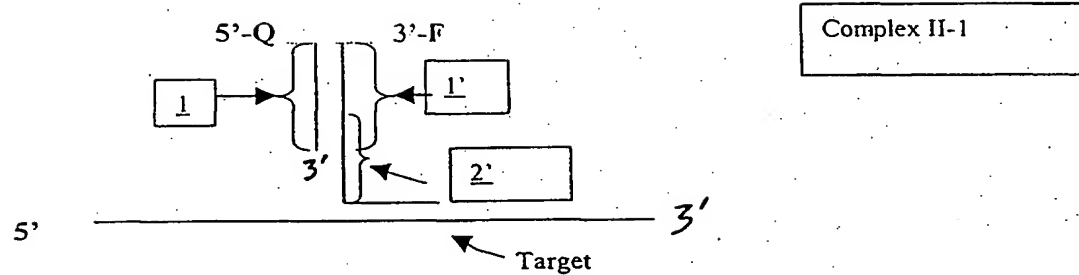 Complex II-1
5'-Q 3'-F
1 1'
3'
2'
5' 3'
Target